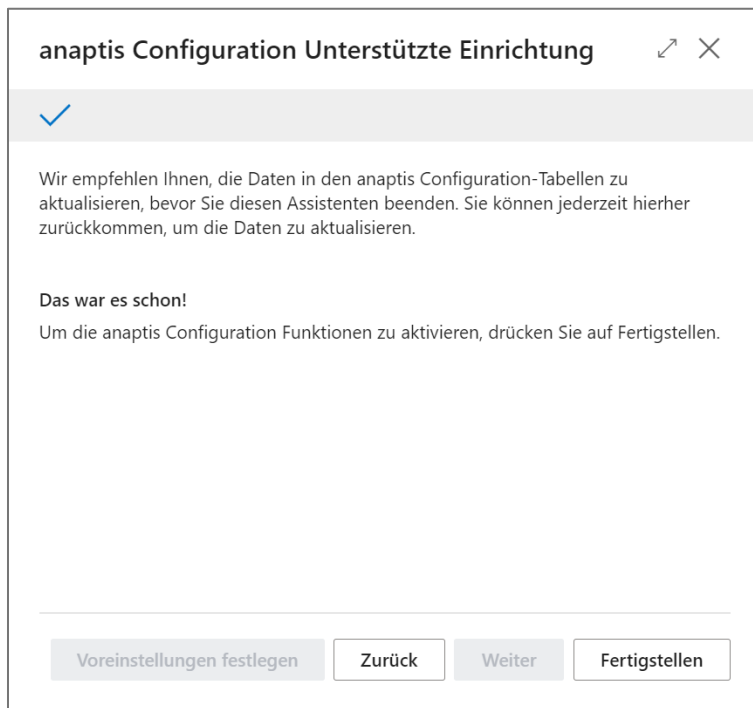 anaptis Configuration Unterstützte Einrichtung
Wir empfehlen Ihnen, die Daten in den anaptis Configuration-Tabellen zu
aktualisieren, bevor Sie diesen Assistenten beenden. Sie können jederzeit hierher
zurückkommen, um die Daten zu aktualisieren.
Das war es schon!
Um die anaptis Configuration Funktionen zu aktivieren, drücken Sie auf Fertigstellen.
Voreinstellungen festlegen Zurück Weiter Fertigstellen